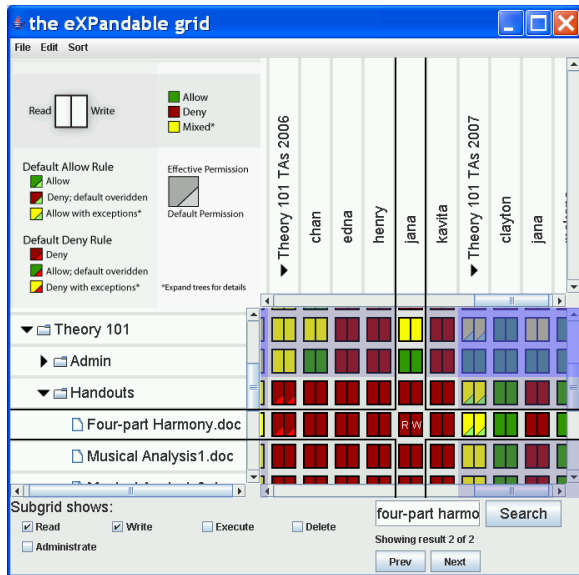 the eXPandable grid
File Edit Sort
Read Write
Allow
Deny
Mixed*
Default Allow Rule
Allow
Deny; default overidden
Allow with exceptions*
Default Deny Rule
Deny
Allow; default overidden
Deny with exceptions*
Effective Permission
Default Permission
*Expand trees for details
Theory 101 TAs 2006
chan
edna
henry
jana
kavita
Theory 101 TAs 2007
clayton
jana
Theory 101
Admin
Handouts
Four-part Harmony.doc
R W
Musical Analysis1.doc
Subgrid shows:
Read Write Execute Delete
Administrate
four-part harmo
Search
Showing result 2 of 2
Prev Next